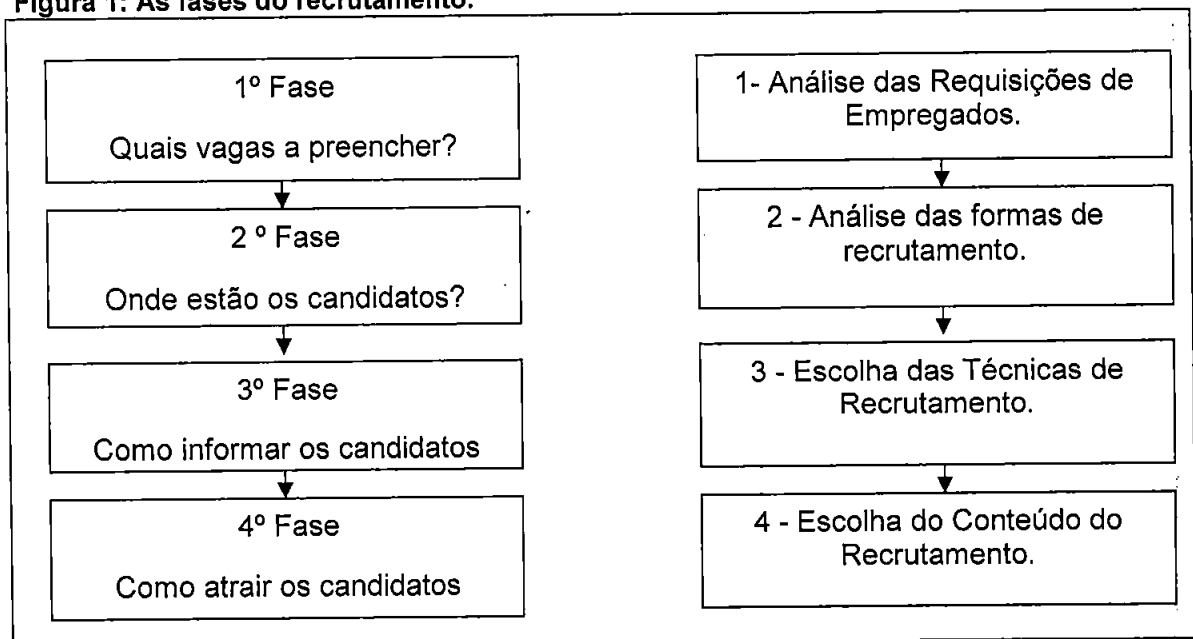 Figura 1: As fases do recrutamento.
1º Fase
Quais vagas a preencher?
2 º Fase
Onde estão os candidatos?
3º Fase
Como informar os candidatos
4º Fase
Como atrair os candidatos
1- Análise das Requisições de
Empregados.
2 - Análise das formas de
recrutamento.
3 - Escolha das Técnicas de
Recrutamento.
4 - Escolha do Conteúdo do
Recrutamento.